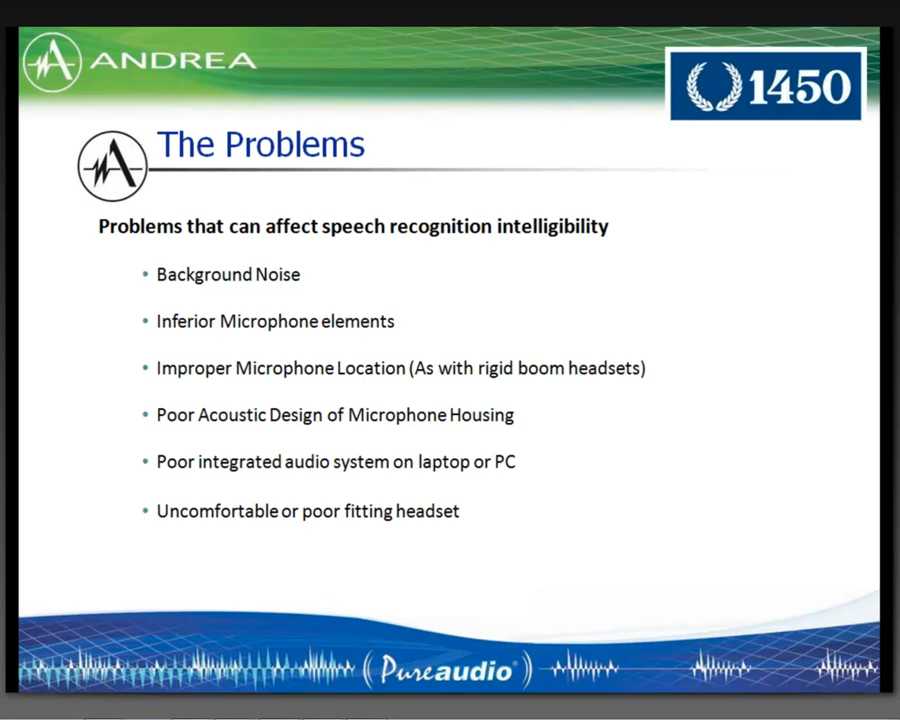 ANDREA
1450
The Problems
Problems that can affect speech recognition intelligibility
• Background Noise
• Inferior Microphone elements
• Improper Microphone Location (As with rigid boom headsets)
• Poor Acoustic Design of Microphone Housing
• Poor integrated audio system on laptop or PC
• Uncomfortable or poor fitting headset
(Pureaudio®)